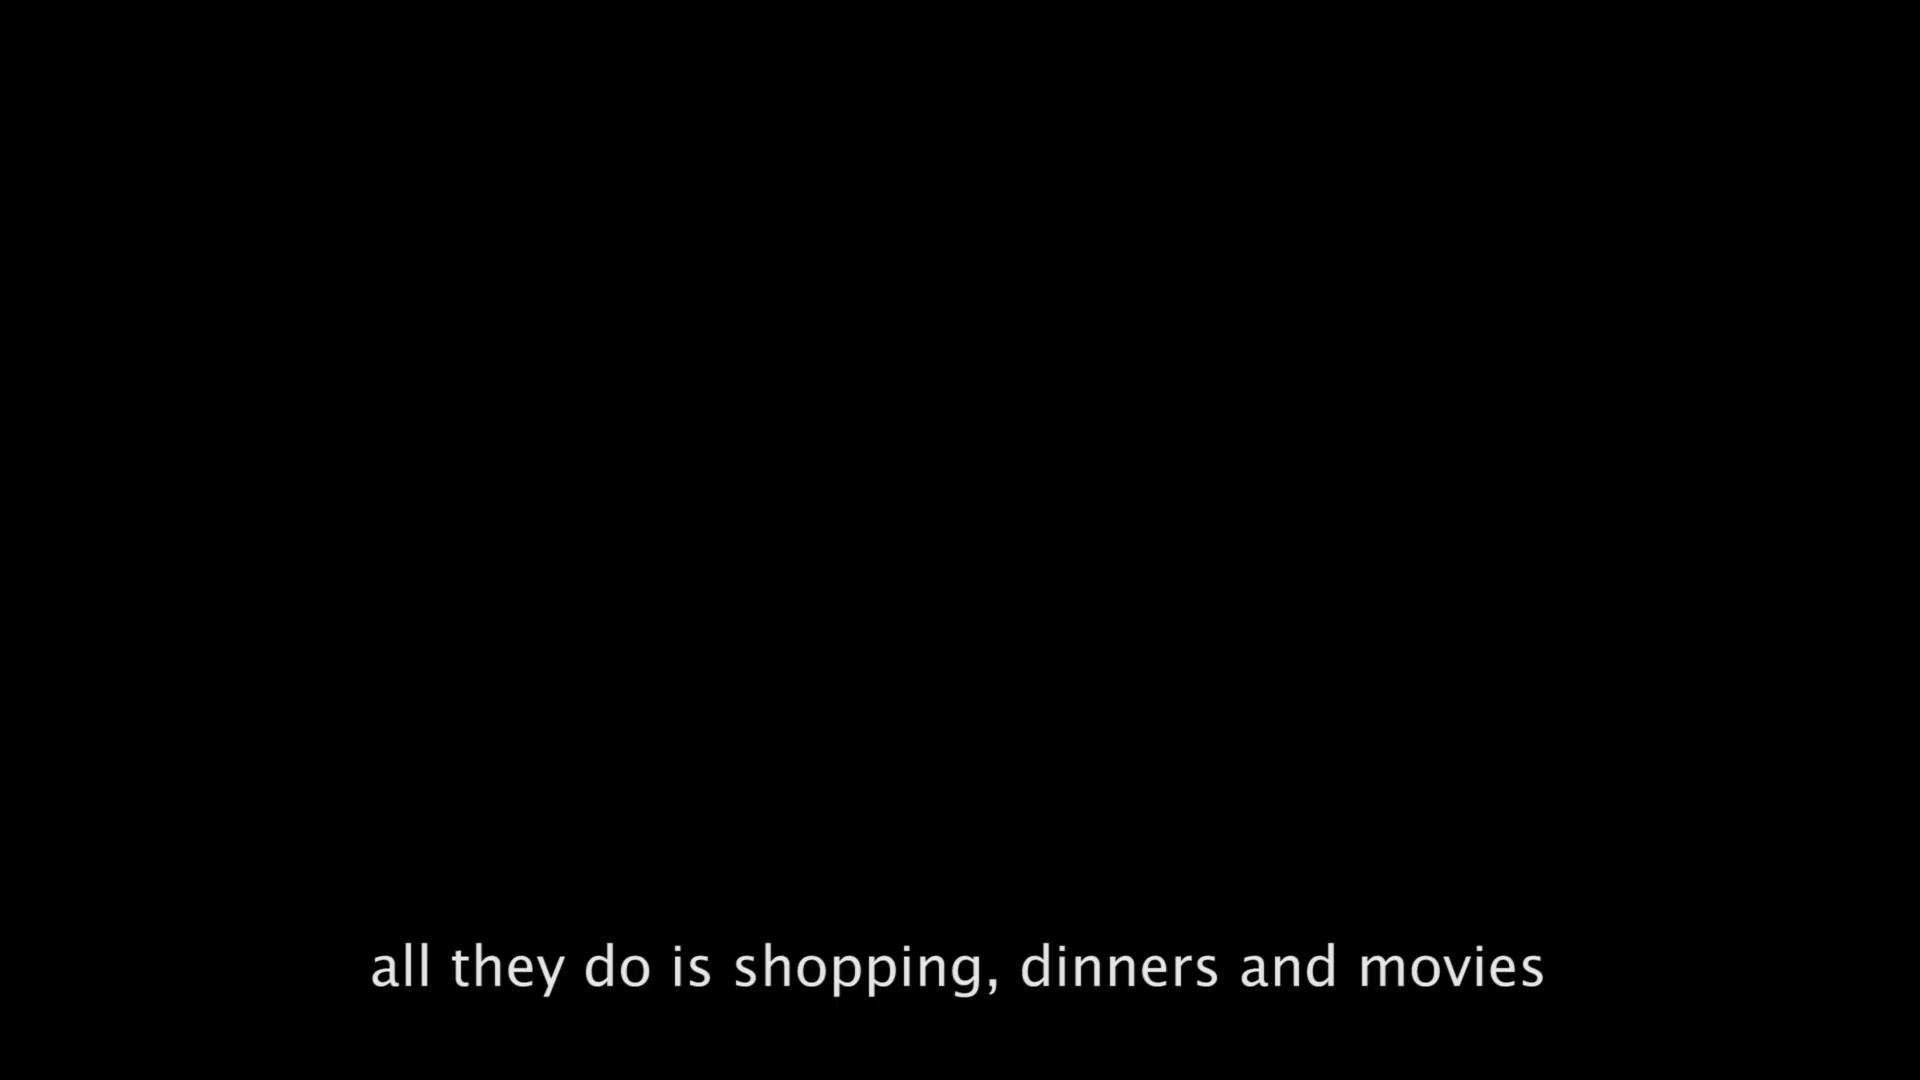 all they do is shopping, dinners and movies